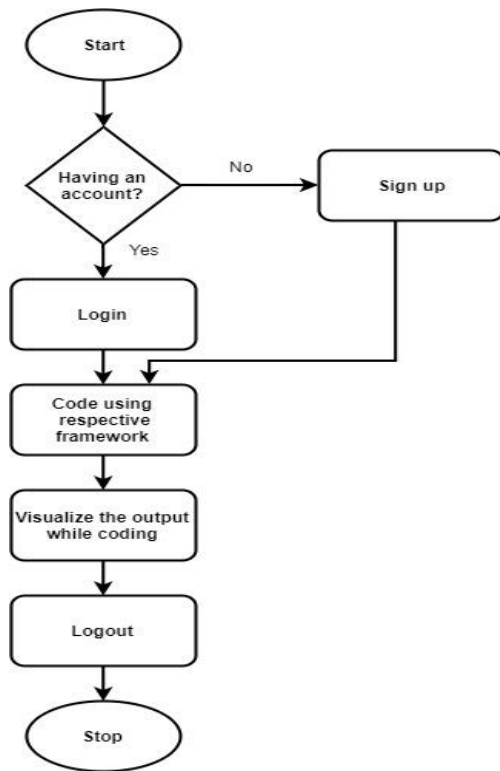 Start
Having an
account?
No
Sign up
Yes
Login
Code using
respective
framework
Visualize the output
while coding
Logout
Stop